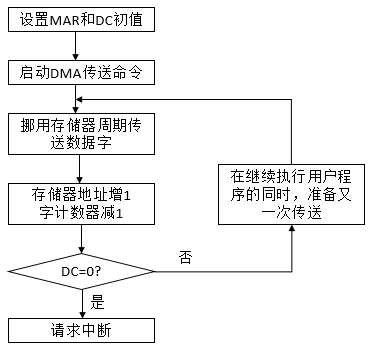 设置MAR和DC初值
启动DMA传送命令
挪用存储器周期传
送数据字
存储器地址增1
字计数器减1
DC=0?
否
在继续执行用户程
序的同时，准备又
一次传送
是
请求中断